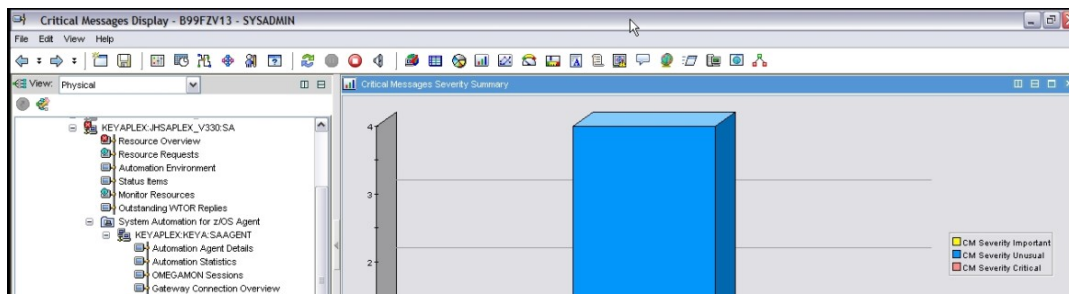 Critical Messages Display - B99FZV13 - SYSADMIN
File Edit View Help
View: Physical
Critical Messages Severity Summary
KEYAPLEX:JHSAPLEX_V330:SA
Resource Overview
Resource Requests
Automation Environment
Status Items
Monitor Resources
Outstanding WTOR Replies
System Automation for z/OS Agent
KEYAPLEX:KEYA:SAAGENT
Automation Agent Details
Automation Statistics
OMEGAMON Sessions
Gateway Connection Overview
4
3
2
CM Severity Important
CM Severity Unusual
CM Severity Critical